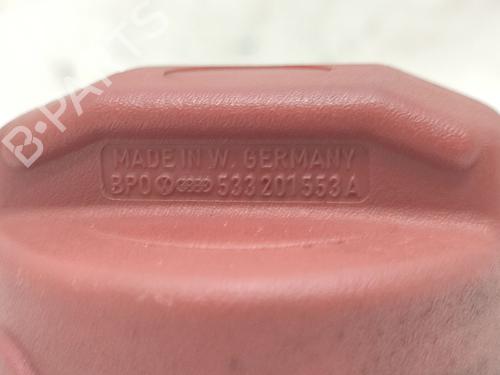 B-PARTS
MADE IN W. GERMANY
BPO 533 201 553 A